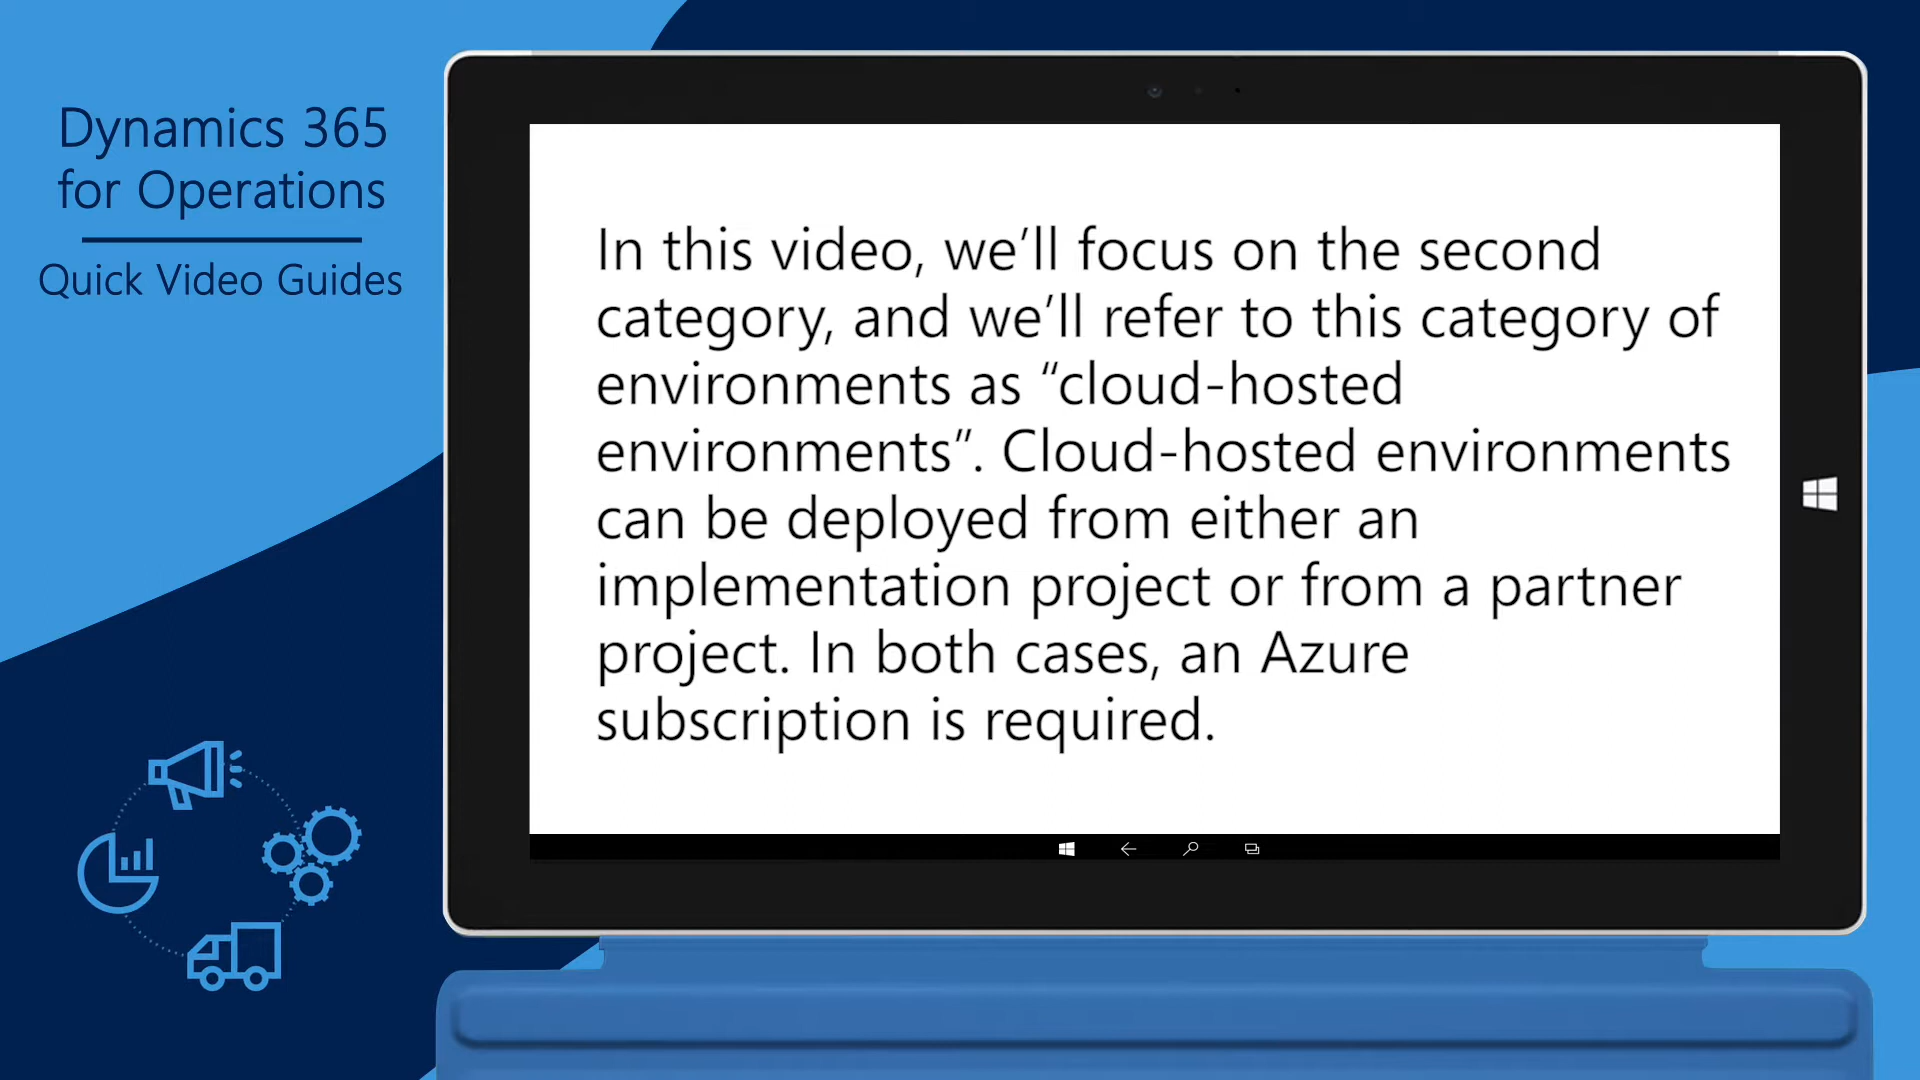 Dynamics 365
for Operations
Quick Video Guides
In this video, we’ll focus on the second
category, and we’ll refer to this category of
environments as “cloud-hosted
environments”. Cloud-hosted environments
can be deployed from either an
implementation project or from a partner
project. In both cases, an Azure
subscription is required.